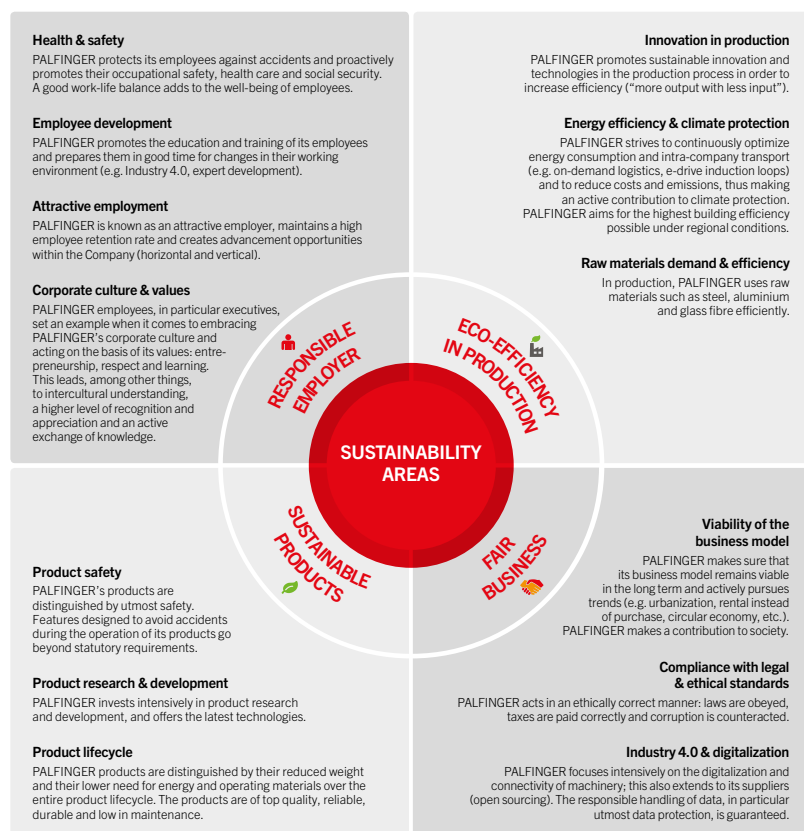 Health & safety
PALFINGER protects its employees against accidents and proactively
promotes their occupational safety, health care and social security.
A good work-life balance adds to the well-being of employees.
Employee development
PALFINGER promotes the education and training of its employees
and prepares them in good time for changes in their working
environment (e.g. Industry 4.0, expert development).
Attractive employment
PALFINGER is known as an attractive employer, maintains a high
employee retention rate and creates advancement opportunities
within the Company (horizontal and vertical).
Corporate culture & values
PALFINGER employees, in particular executives,
set an example when it comes to embracing
PALFINGER's corporate culture and
acting on the basis of its values: entre-
preneurship, respect and learning.
This leads, among other things,
to intercultural understanding,
a higher level of recognition and
appreciation and an active
exchange of knowledge.
Innovation in production
PALFINGER promotes sustainable innovation and
technologies in the production process in order to
increase efficiency (“more output with less input”).
Energy efficiency & climate protection
PALFINGER strives to continuously optimize
energy consumption and intra-company transport
(e.g. on-demand logistics, e-drive induction loops)
and to reduce costs and emissions, thus making
an active contribution to climate protection.
PALFINGER aims for the highest building efficiency
possible under regional conditions.
Raw materials demand & efficiency
In production, PALFINGER uses raw
materials such as steel, aluminium
and glass fibre efficiently.
RESPONSIBLE
EMPLOYER
ECO-EFFICIENCY
IN PRODUCTION
SUSTAINABILITY
AREAS
SUSTAINABLE
PRODUCTS
FAIR
BUSINESS
Product safety
PALFINGER's products are
distinguished by utmost safety.
Features designed to avoid accidents
during the operation of its products go
beyond statutory requirements.
Product research & development
PALFINGER invests intensively in product research
and development, and offers the latest technologies.
Product lifecycle
PALFINGER products are distinguished by their reduced weight
and their lower need for energy and operating materials over the
entire product lifecycle. The products are of top quality, reliable,
durable and low in maintenance.
Viability of the
business model
PALFINGER makes sure that
its business model remains viable
in the long term and actively pursues
trends (e.g. urbanization, rental instead
of purchase, circular economy, etc.).
PALFINGER makes a contribution to society.
Compliance with legal
& ethical standards
PALFINGER acts in an ethically correct manner: laws are obeyed,
taxes are paid correctly and corruption is counteracted.
Industry 4.0 & digitalization
PALFINGER focuses intensively on the digitalization and
connectivity of machinery; this also extends to its suppliers
(open sourcing). The responsible handling of data, in particular
utmost data protection, is guaranteed.